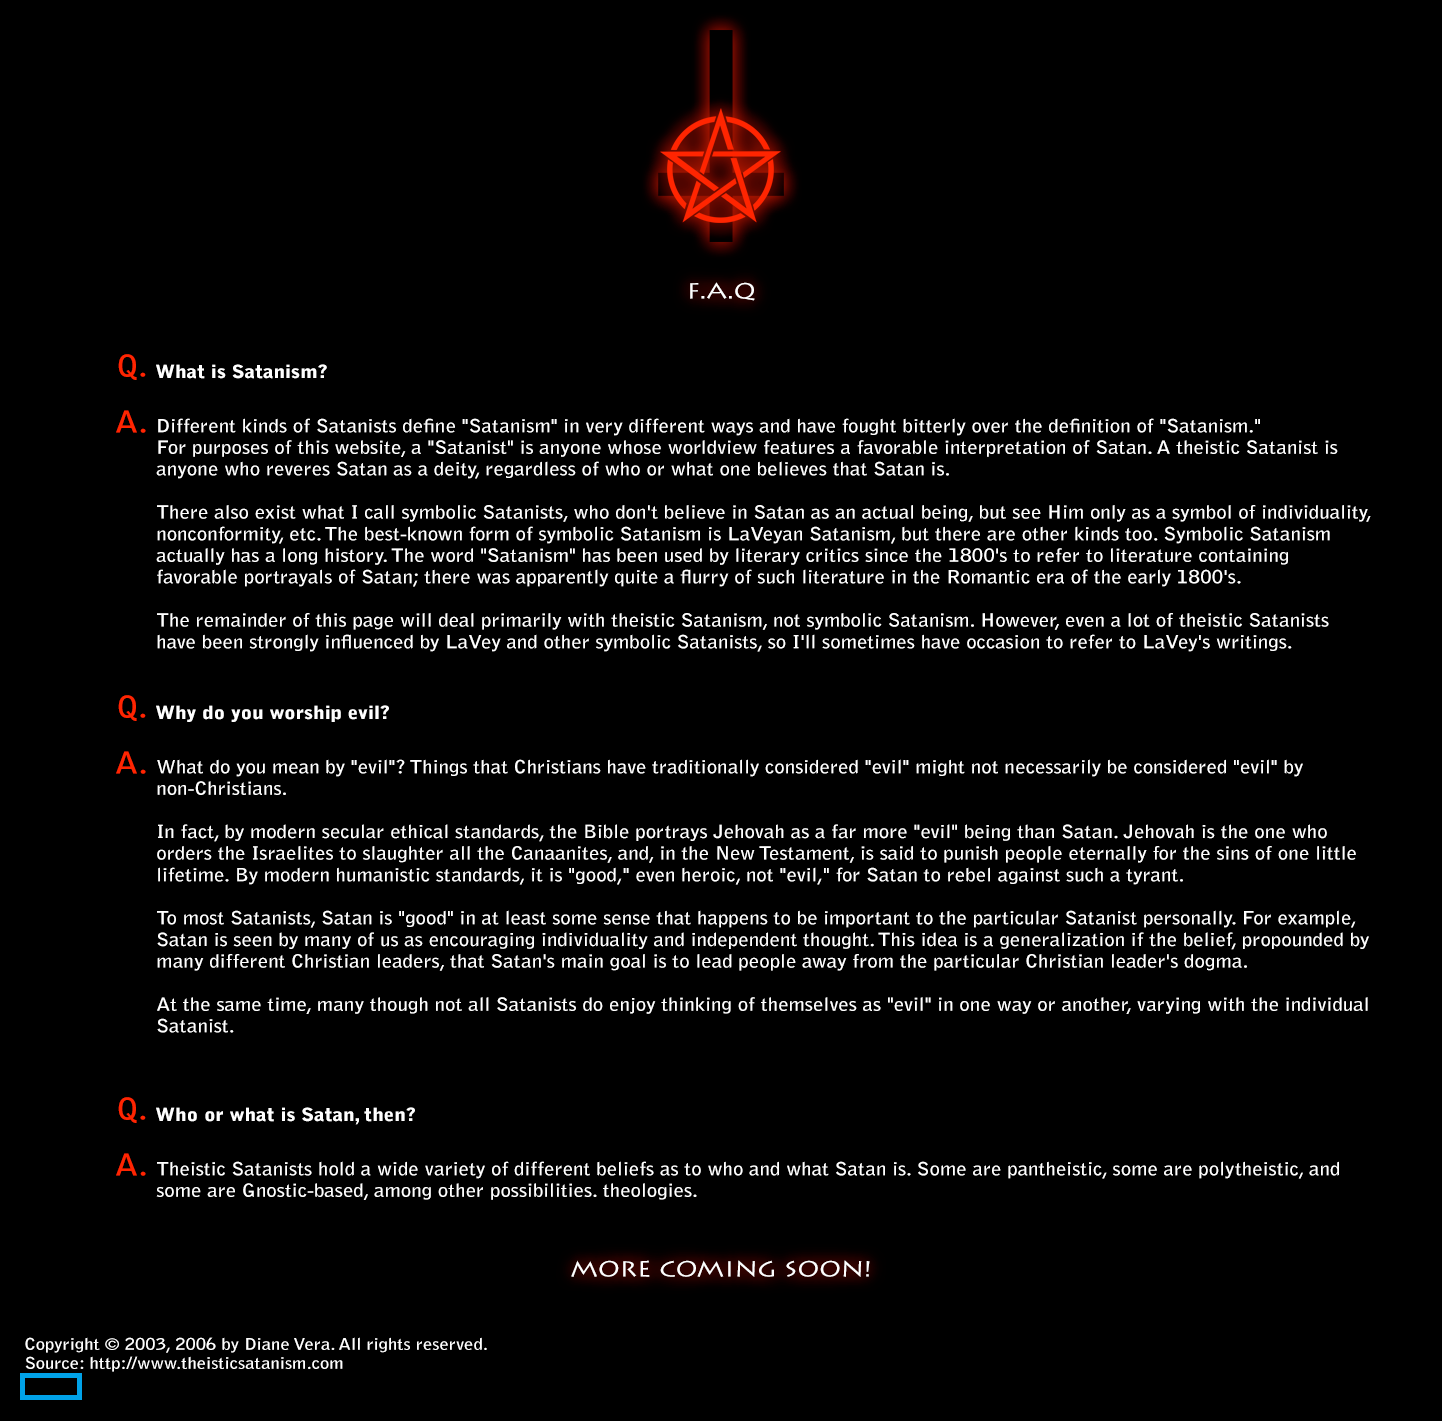 F.A.Q
Q. What is Satanism?
A. Different kinds of Satanists define "Satanism" in very different ways and have fought bitterly over the definition of "Satanism."
For purposes of this website, a "Satanist" is anyone whose worldview features a favorable interpretation of Satan. A theistic Satanist is
anyone who reveres Satan as a deity, regardless of who or what one believes that Satan is.
There also exist what I call symbolic Satanists, who don't believe in Satan as an actual being, but see Him only as a symbol of individuality,
nonconformity, etc. The best-known form of symbolic Satanism is LaVeyan Satanism, but there are other kinds too. Symbolic Satanism
actually has a long history. The word "Satanism" has been used by literary critics since the 1800's to refer to literature containing
favorable portrayals of Satan; there was apparently quite a flurry of such literature in the Romantic era of the early 1800's.
The remainder of this page will deal primarily with theistic Satanism, not symbolic Satanism. However, even a lot of theistic Satanists
have been strongly influenced by LaVey and other symbolic Satanists, so I'll sometimes have occasion to refer to LaVey's writings.
Q. Why do you worship evil?
A. What do you mean by "evil"? Things that Christians have traditionally considered "evil" might not necessarily be considered "evil" by
non-Christians.
In fact, by modern secular ethical standards, the Bible portrays Jehovah as a far more "evil" being than Satan. Jehovah is the one who
orders the Israelites to slaughter all the Canaanites, and, in the New Testament, is said to punish people eternally for the sins of one little
lifetime. By modern humanistic standards, it is "good," even heroic, not "evil," for Satan to rebel against such a tyrant.
To most Satanists, Satan is "good" in at least some sense that happens to be important to the particular Satanist personally. For example,
Satan is seen by many of us as encouraging individuality and independent thought. This idea is a generalization if the belief, propounded by
many different Christian leaders, that Satan's main goal is to lead people away from the particular Christian leader's dogma.
At the same time, many though not all Satanists do enjoy thinking of themselves as "evil" in one way or another, varying with the individual
Satanist.
Q. Who or what is Satan, then?
A. Theistic Satanists hold a wide variety of different beliefs as to who and what Satan is. Some are pantheistic, some are polytheistic, and
some are Gnostic-based, among other possibilities. theologies.
MORE COMING SOON!
Copyright © 2003, 2006 by Diane Vera. All rights reserved.
Source: http://www.theisticsatanism.com